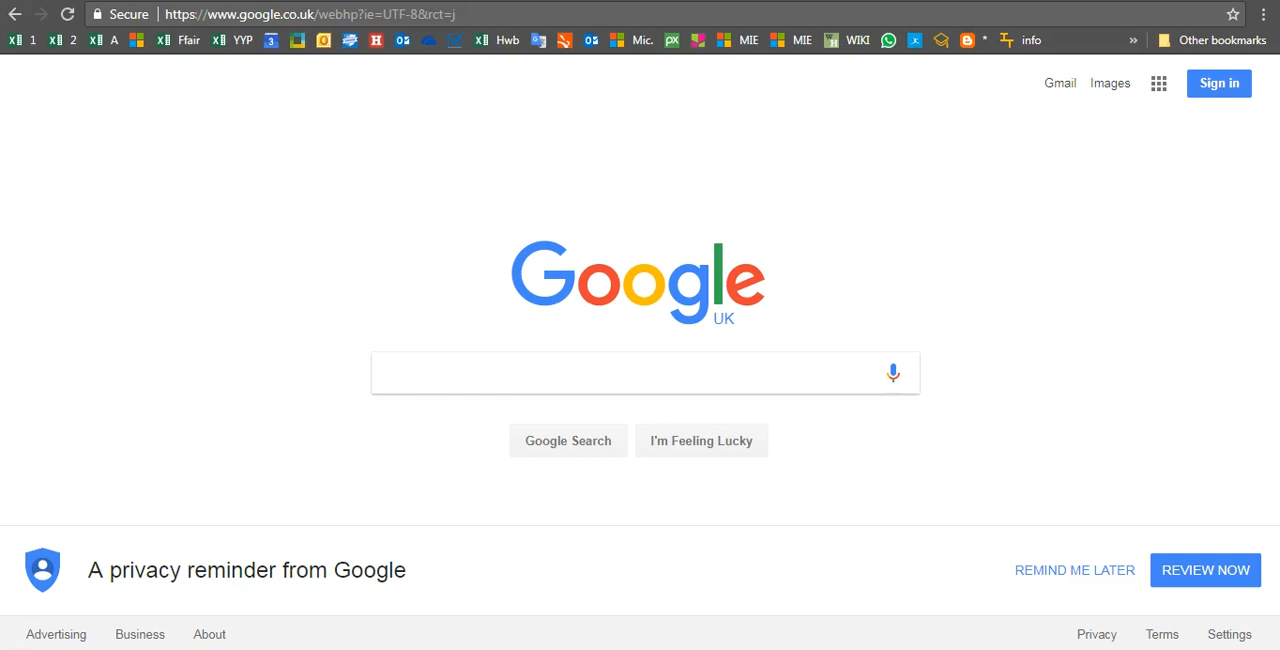 Secure | https://www.google.co.uk/webhp?ie=UTF-8&rct=j
1 2 A Ffair YYP 3 H Hwb Mic. px MIE MIE WIKI * info » Other bookmarks
Gmail Images Sign in
Google
UK
Google Search I'm Feeling Lucky
A privacy reminder from Google REMIND ME LATER REVIEW NOW
Advertising Business About Privacy Terms Settings